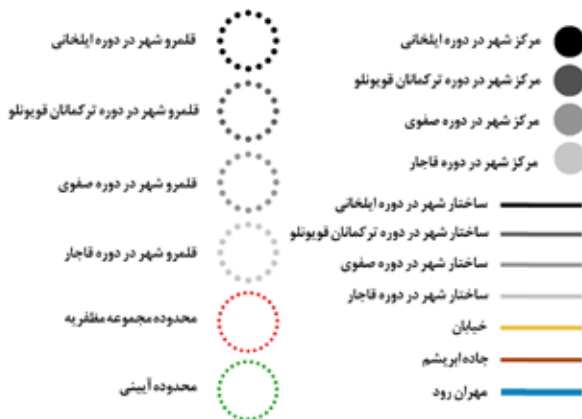 مرکز شهر در دوره ایلخانی
مرکز شهر در دوره ترکمانان قویونلو
مرکز شهر در دوره صفوی
مرکز شهر در دوره قاجار
ساختار شهر در دوره ایلخانی
ساختار شهر در دوره ترکمانان قویونلو
ساختار شهر در دوره صفوی
ساختار شهر در دوره قاجار
خیابان
جاده ابریشم
مهران رود
قلمرو شهر در دوره ایلخانی
قلمرو شهر در دوره ترکمانان قویونلو
قلمرو شهر در دوره صفوی
قلمرو شهر در دوره قاجار
محدوده مجموعه مظفریه
محدوده آیینی